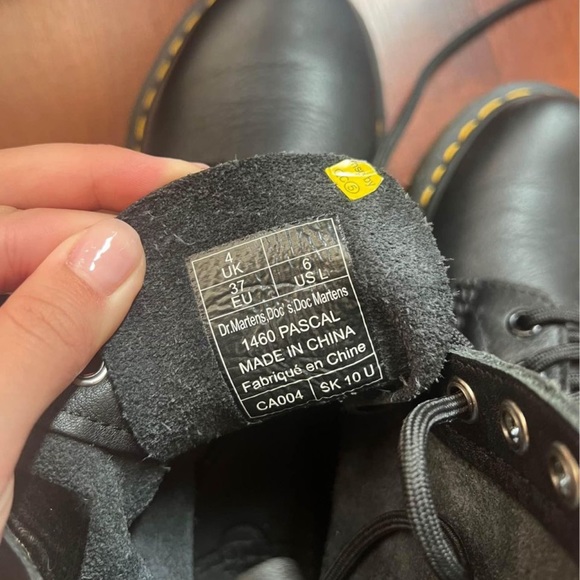 4
UK
37
EU
6
US L
Dr.Martens,Doc's,Doc Martens
1460 PASCAL
MADE IN CHINA
Fabriqué en Chine
CA004
SK 10 U